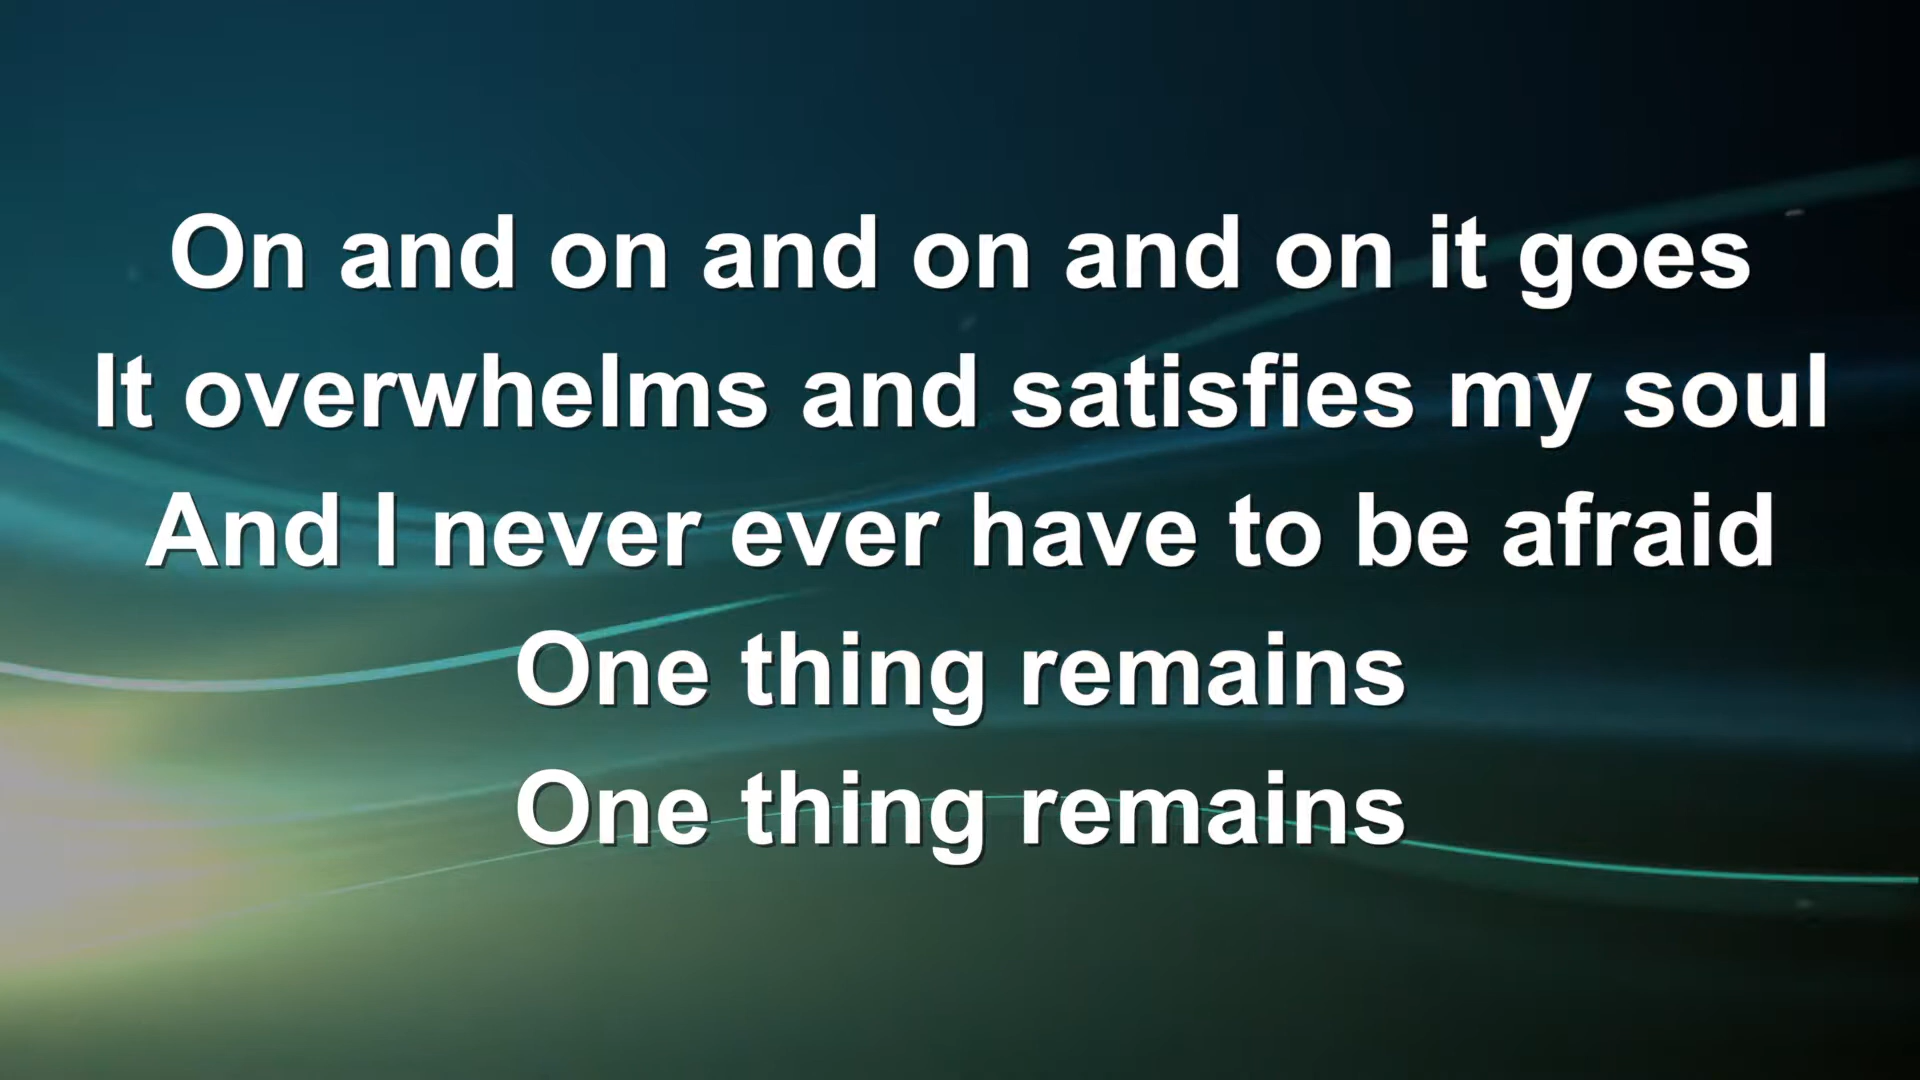 On and on and on and on it goes
It overwhelms and satisfies my soul
And I never ever have to be afraid
One thing remains
One thing remains